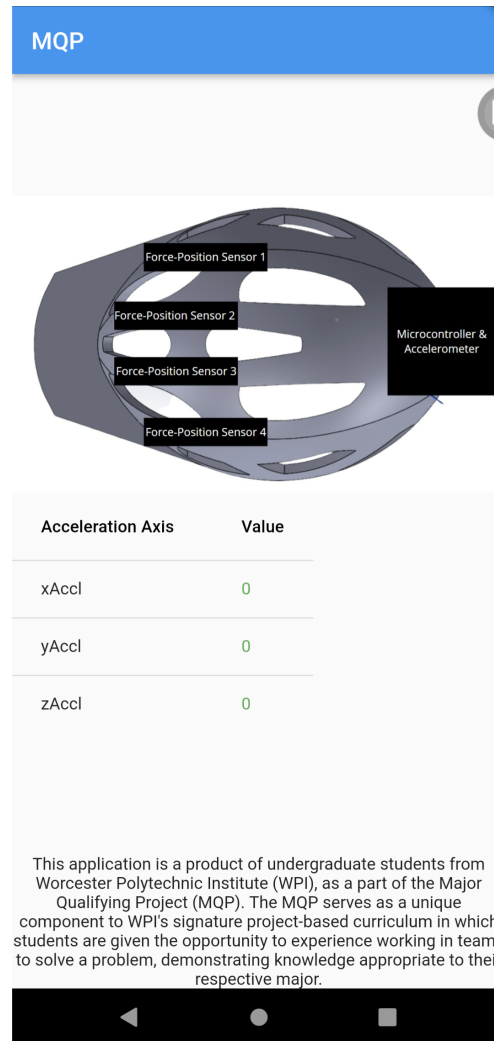 MQP
Force-Position Sensor 1
Force-Position Sensor 2
Microcontroller &
Accelerometer
Force-Position Sensor 3
Force-Position Sensor 4
Acceleration Axis Value
xAccl 0
yAccl 0
zAccl 0
This application is a product of undergraduate students from
Worcester Polytechnic Institute (WPI), as a part of the Major
Qualifying Project (MQP). The MQP serves as a unique
component to WPI's signature project-based curriculum in which
students are given the opportunity to experience working in team
to solve a problem, demonstrating knowledge appropriate to thei
respective major.